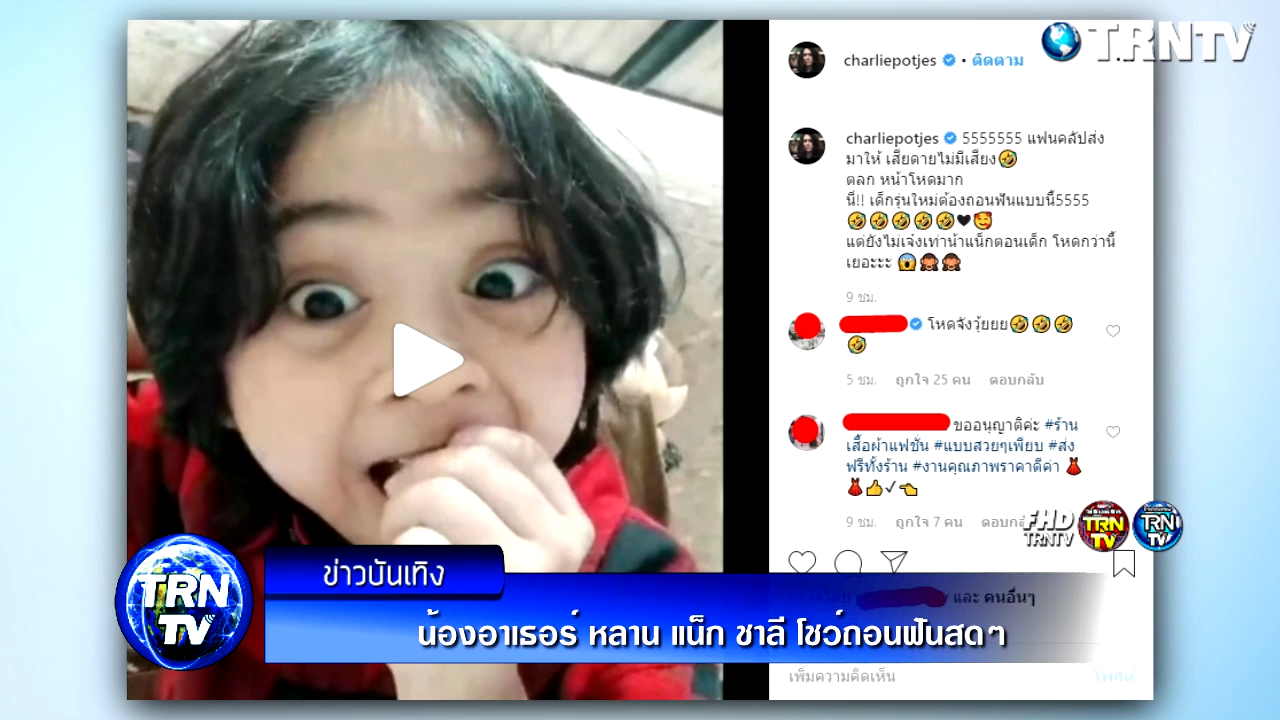 charliepotjes • ติดตาม
T.RNTV
charliepotjes 5555555 แฟนคลัปส่ง
มาให้ เสียดายไม่มีเสียง🤣
ตลก หน้าโหดมาก
นี่!! เด็กรุ่นใหม่ต้องถอนฟันแบบนี้5555
🤣🤣🤣🤣🤣🖤🥰
แต่ยังไม่เจ๋งเท่าน้าแน็กตอนเด็ก โหดกว่านี้
เยอะะะ 😱🙈🙈
9 ชม.
โหดจังวุ้ยยย🤣🤣🤣
🤣
5 ชม. ถูกใจ 25 คน ตอบกลับ
ขออนุญาติค่ะ #ร้าน
เสื้อผ้าแฟชั่น #แบบสวยๆเพียบ #ส่ง
ฟรีทั้งร้าน #งานคุณภาพราคาดีค่า 👗
👗👍✓👈
9 ชม. ถูกใจ 7 คน ตอบกล
FHD
TRNTV
TRN
TV
TRN
TV
และ คนอื่นๆ
TRN
TV
ข่าวบันเทิง
น้องอาเธอร์ หลาน แน็ก ชาลี โชว์ถอนฟันสดๆ
เพิ่มความคิดเห็น
โพสต์